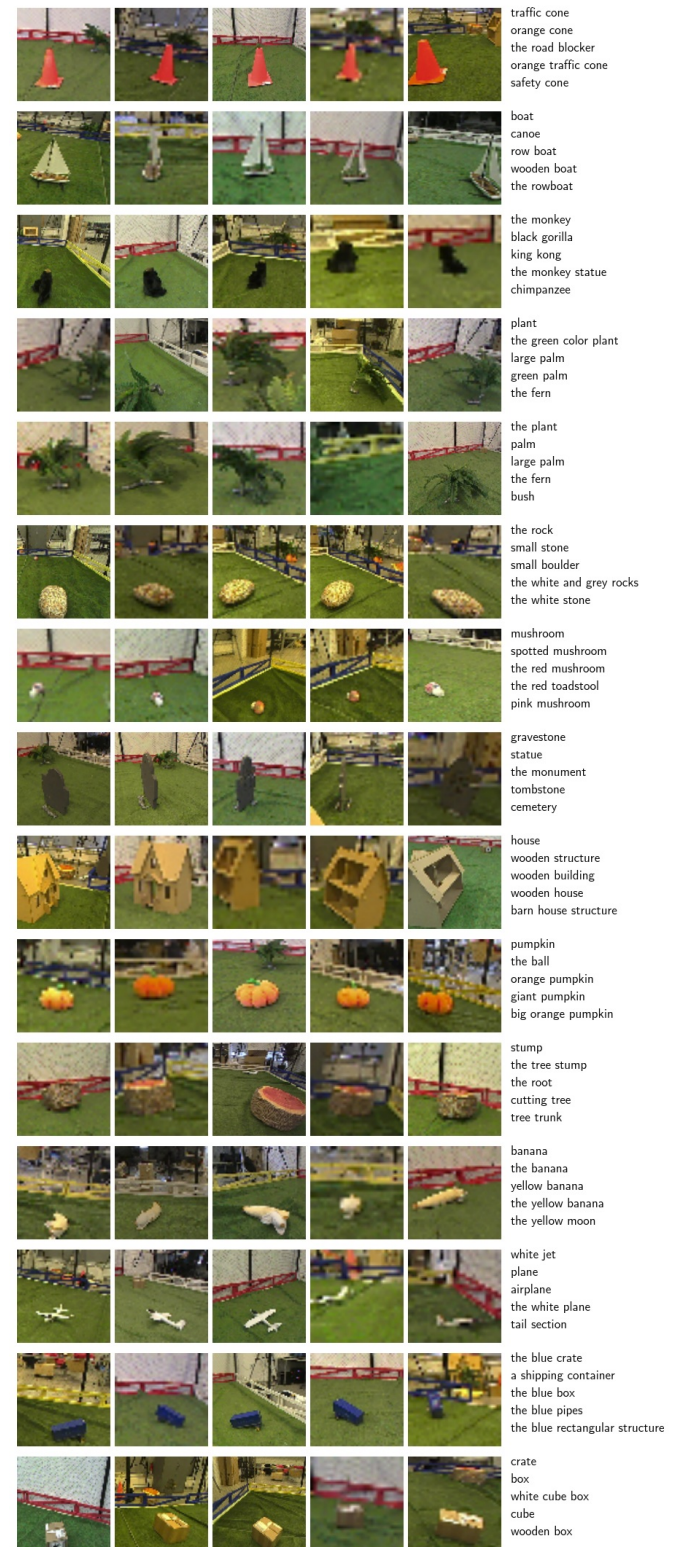 traffic cone
orange cone
the road blocker
orange traffic cone
safety cone
boat
canoe
row boat
wooden boat
the rowboat
the monkey
black gorilla
king kong
the monkey statue
chimpanzee
plant
the green color plant
large palm
green palm
the fern
the plant
palm
large palm
the fern
bush
the rock
small stone
small boulder
the white and grey rocks
the white stone
mushroom
spotted mushroom
the red mushroom
the red toadstool
pink mushroom
gravestone
statue
the monument
tombstone
cemetery
house
wooden structure
wooden building
wooden house
barn house structure
pumpkin
the ball
orange pumpkin
giant pumpkin
big orange pumpkin
stump
the tree stump
the root
cutting tree
tree trunk
banana
the banana
yellow banana
the yellow banana
the yellow moon
white jet
plane
airplane
the white plane
tail section
the blue crate
a shipping container
the blue box
the blue pipes
the blue rectangular structure
crate
box
white cube box
cube
wooden box